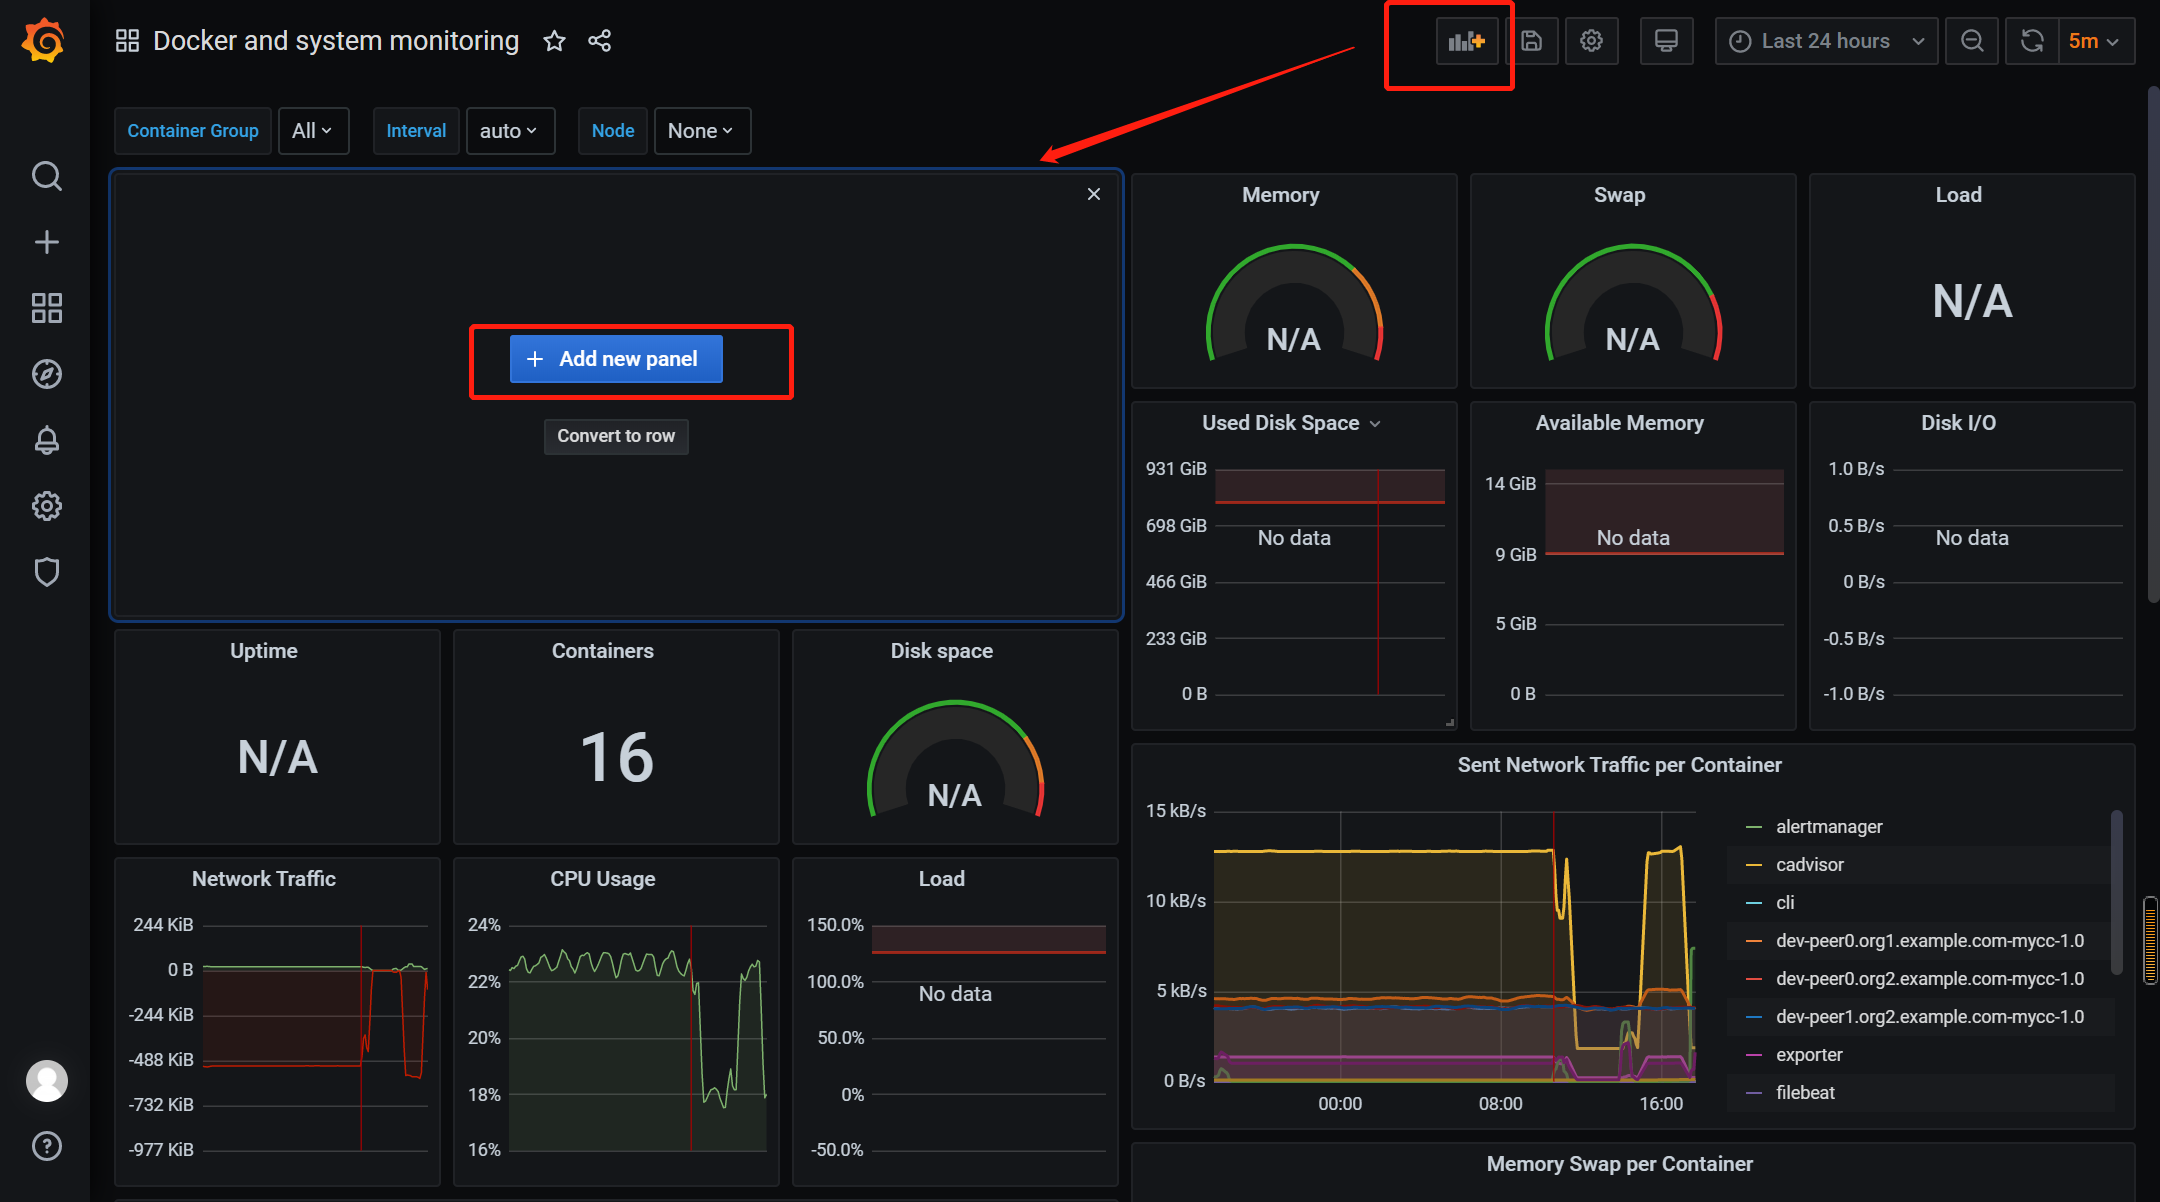 Docker and system monitoring
Last 24 hours
5m
Container Group
All
Interval
auto
Node
None
Add new panel
Convert to row
Memory
N/A
Swap
N/A
Load
N/A
Used Disk Space
931 GiB
698 GiB
No data
466 GiB
233 GiB
0 B
Available Memory
14 GiB
No data
9 GiB
5 GiB
0 B
Disk I/O
1.0 B/s
0.5 B/s
No data
0 B/s
-0.5 B/s
-1.0 B/s
Uptime
N/A
Containers
16
Disk space
N/A
Network Traffic
244 KiB
0 B
-244 KiB
-488 KiB
-732 KiB
-977 KiB
CPU Usage
24%
22%
20%
18%
16%
Load
150.0%
100.0%
No data
50.0%
0%
-50.0%
Sent Network Traffic per Container
15 kB/s
10 kB/s
5 kB/s
0 B/s
00:00
08:00
16:00
alertmanager
cadvisor
cli
dev-peer0.org1.example.com-mycc-1.0
dev-peer0.org2.example.com-mycc-1.0
dev-peer1.org2.example.com-mycc-1.0
exporter
filebeat
Memory Swap per Container